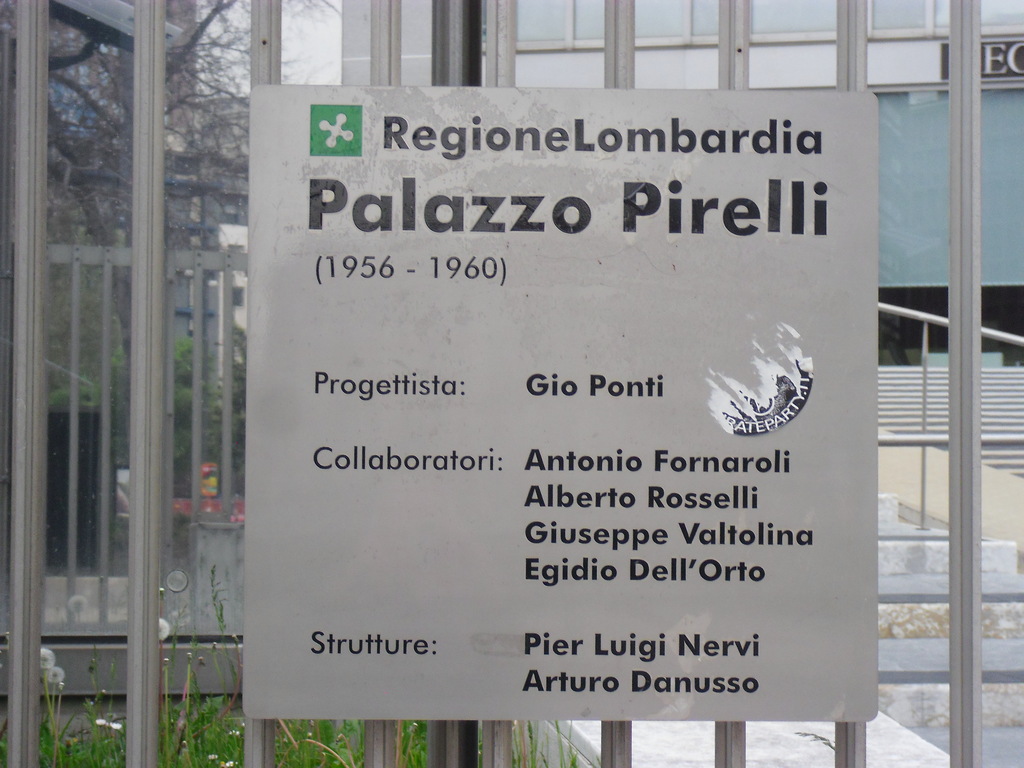 RegioneLombardia
Palazzo Pirelli
(1956 - 1960)
Progettista: Gio Ponti
Collaboratori: Antonio Fornaroli
Alberto Rosselli
Giuseppe Valtolina
Egidio Dell'Orto
Strutture: Pier Luigi Nervi
Arturo Danusso